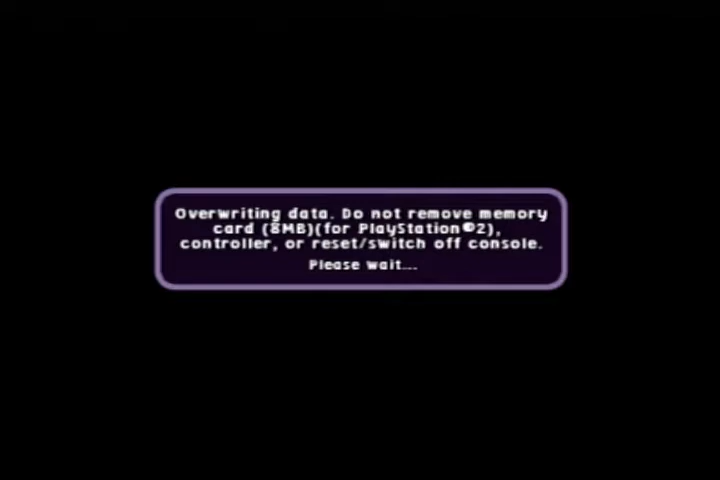 Overwriting data. Do not remove memory
card (8MB)(for PlayStation®2),
controller, or reset/switch off console.
Please wait...